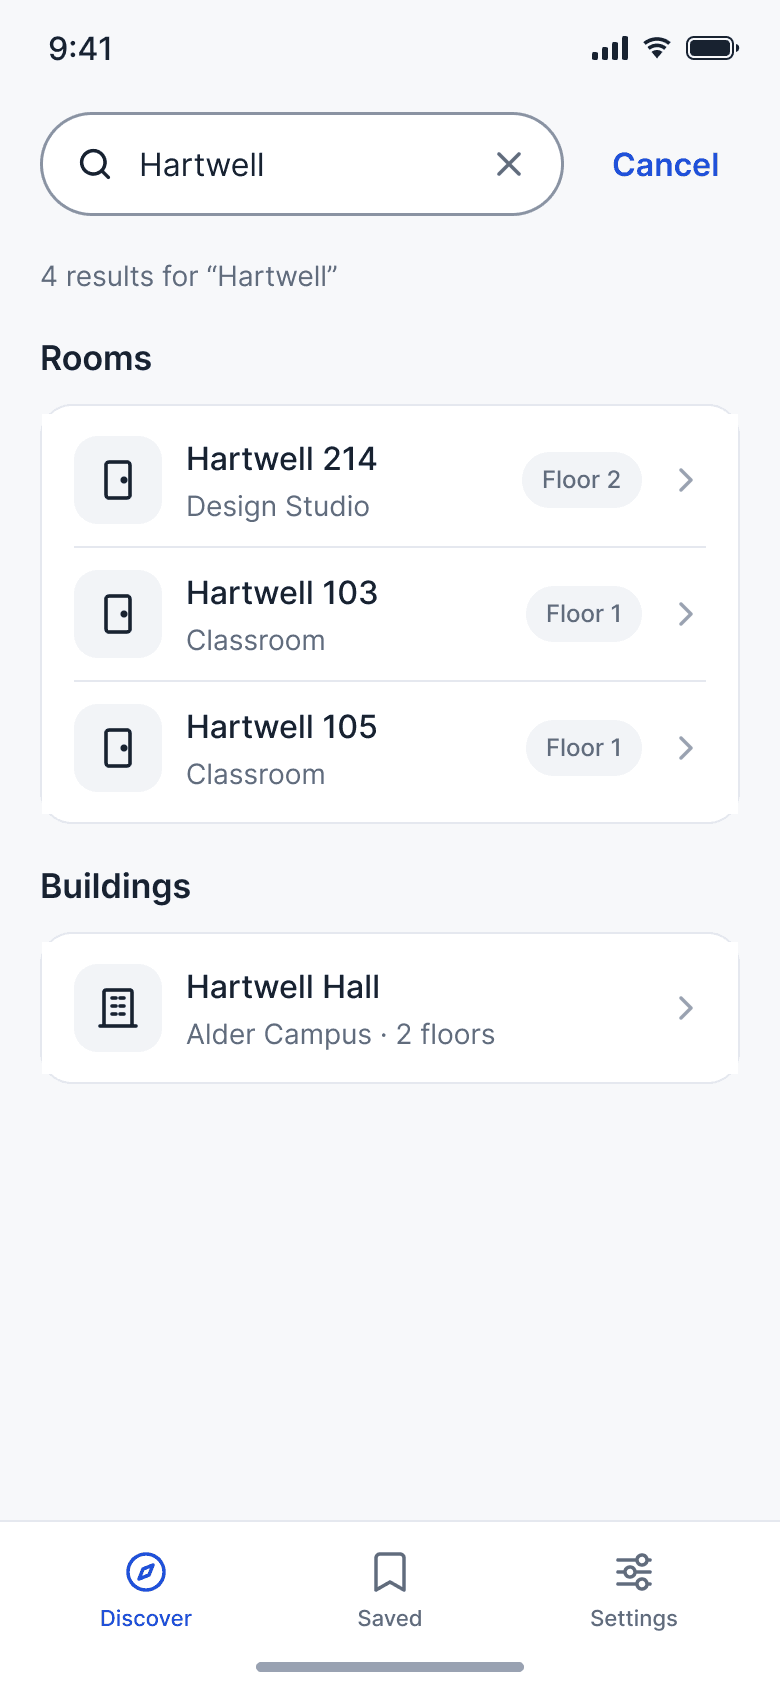 9:41
Hartwell
Cancel
4 results for “Hartwell”
Rooms
Hartwell 214
Design Studio
Floor 2
Hartwell 103
Classroom
Floor 1
Hartwell 105
Classroom
Floor 1
Buildings
Hartwell Hall
Alder Campus · 2 floors
Discover
Saved
Settings